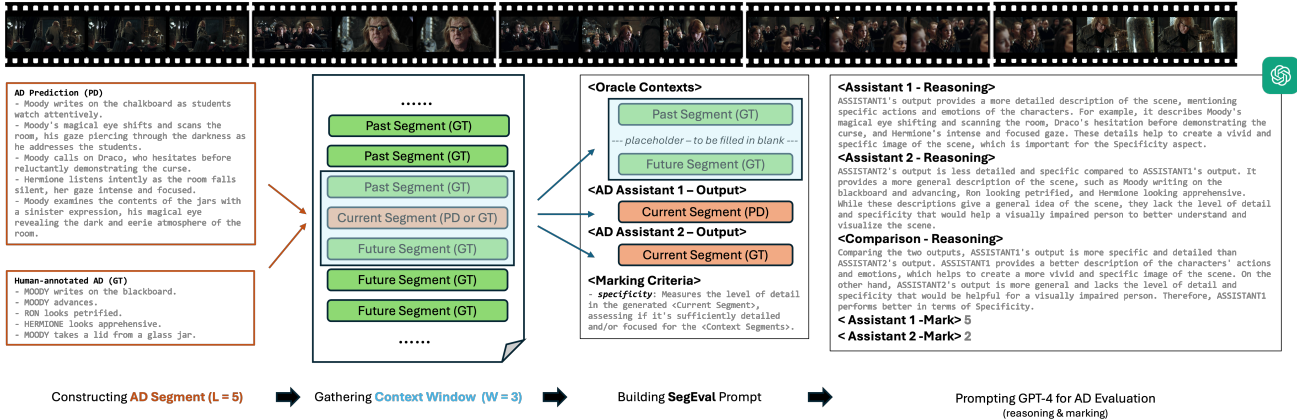 AD Prediction (PD)
- Moody writes on the chalkboard as students
watch attentively.
- Moody's magical eye shifts and scans the
room, his gaze piercing through the darkness as
he addresses the students.
- Moody calls on Draco, who hesitates before
reluctantly demonstrating the curse.
- Hermione listens intently as the room falls
silent, her gaze intense and focused.
- Moody examines the contents of the jars with
a sinister expression, his magical eye
revealing the dark and eerie atmosphere of the
room.
Human-annotated AD (GT)
- MOODY writes on the blackboard.
- MOODY advances.
- RON looks petrified.
- HERMIONE looks apprehensive.
- MOODY takes a lid from a glass jar.
......
Past Segment (GT)
Past Segment (GT)
Past Segment (GT)
Current Segment (PD or GT)
Future Segment (GT)
Future Segment (GT)
Future Segment (GT)
......
<Oracle Contexts>
Past Segment (GT)
--- placeholder – to be filled in blank ---
Future Segment (GT)
<AD Assistant 1 – Output>
Current Segment (PD)
<AD Assistant 2 – Output>
Current Segment (GT)
<Marking Criteria>
- specificity: Measures the level of detail
in the generated <Current Segment>,
assessing if it's sufficiently detailed
and/or focused for the <Context Segments>.
<Assistant 1 - Reasoning>
ASSISTANT1's output provides a more detailed description of the scene, mentioning
specific actions and emotions of the characters. For example, it describes Moody's
magical eye shifting and scanning the room, Draco's hesitation before demonstrating the
curse, and Hermione's intense and focused gaze. These details help to create a vivid and
specific image of the scene, which is important for the Specificity aspect.
<Assistant 2 - Reasoning>
ASSISTANT2's output is less detailed and specific compared to ASSISTANT1's output. It
provides a more general description of the scene, such as Moody writing on the
blackboard and advancing, Ron looking petrified, and Hermione looking apprehensive.
While these descriptions give a general idea of the scene, they lack the level of detail
and specificity that would help a visually impaired person to better understand and
visualize the scene.
<Comparison - Reasoning>
Comparing the two outputs, ASSISTANT1's output is more specific and detailed than
ASSISTANT2's output. ASSISTANT1 provides a better description of the characters' actions
and emotions, which helps to create a more vivid and specific image of the scene. On the
other hand, ASSISTANT2's output is more general and lacks the level of detail and
specificity that would be helpful for a visually impaired person. Therefore, ASSISTANT1
performs better in terms of Specificity.
< Assistant 1 -Mark> 5
< Assistant 2 -Mark> 2
Constructing AD Segment (L = 5)
Gathering Context Window (W = 3)
Building SegEval Prompt
Prompting GPT-4 for AD Evaluation
(reasoning & marking)